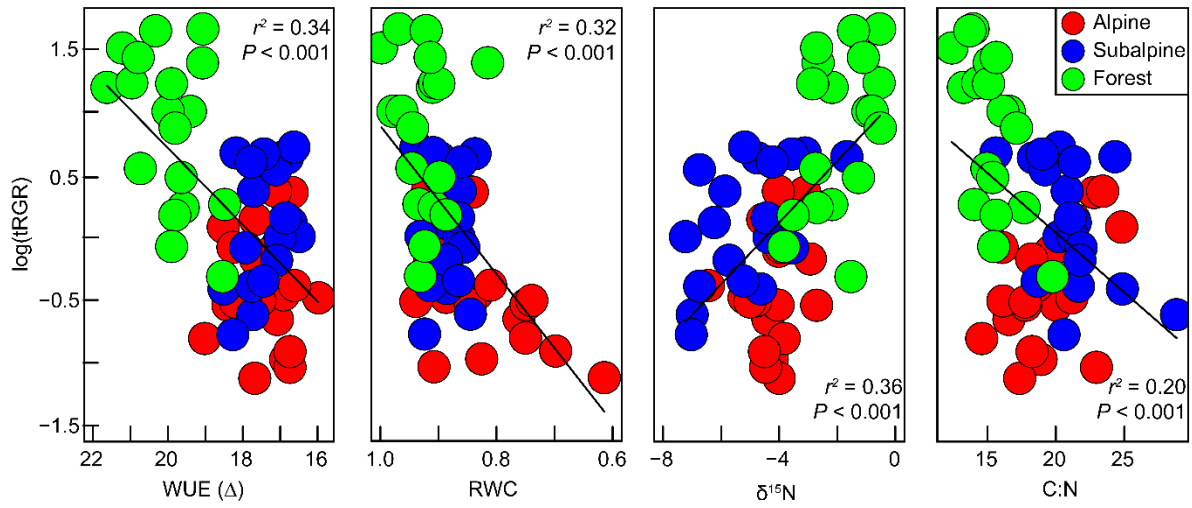 r² = 0.34
P < 0.001
r² = 0.32
P < 0.001
r² = 0.36
P < 0.001
r² = 0.20
P < 0.001
Alpine
Subalpine
Forest
log(tRGR)
1.5
0.5
−0.5
−1.5
22 20 18 16
1.0 0.8 0.6
−8 −4 0
15 20 25
WUE (Δ)
RWC
δ¹⁵N
C:N